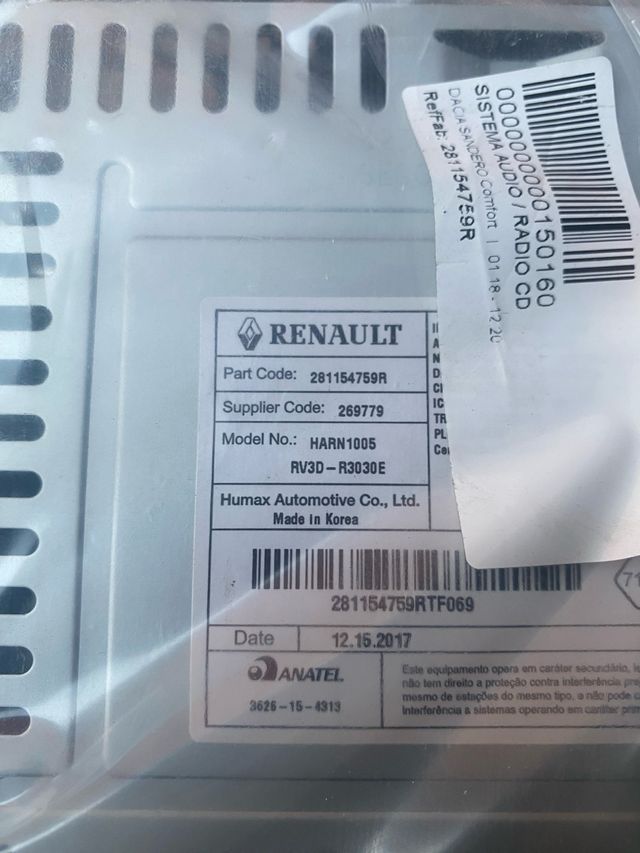 000000000150160
SISTEMA AUDIO / RADIO CD
DACIA SANDERO Comfort | 01.18 - 12.20
RefFab: 281154759R
RENAULT
Part Code: 281154759R
Supplier Code: 269779
Model No.: HARN1005
RV3D-R3030E
Humax Automotive Co., Ltd.
Made in Korea
281154759RTF069
Date 12.15.2017
ANATEL
3626-15-4313
Este equipamento opera em caráter secundário, is
não tem direito a proteção contra interferência
mesmo de estações do mesmo tipo, e não pode
interferência a sistemas operando em caráter